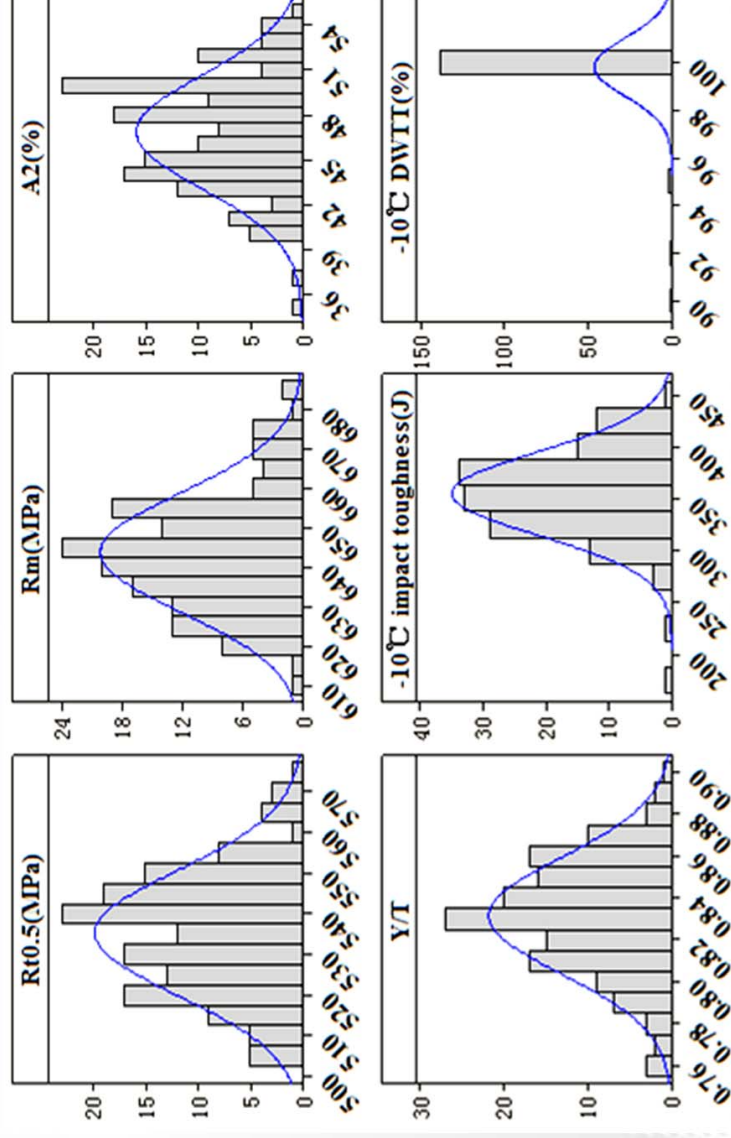 Rt0.5(MPa)
20
15
10
5
0
500 510 520 530 540 550 560 570
Rm(MPa)
24
18
12
6
0
610 620 630 640 650 660 670 680
A2(%)
20
15
10
5
0
36 39 42 45 48 51 54
Y/T
30
20
10
0
0.76 0.78 0.80 0.82 0.84 0.86 0.88 0.90
-10℃ impact toughness(J)
40
30
20
10
0
200 250 300 350 400 450
-10℃ DWTT(%)
150
100
50
0
90 92 94 96 98 100